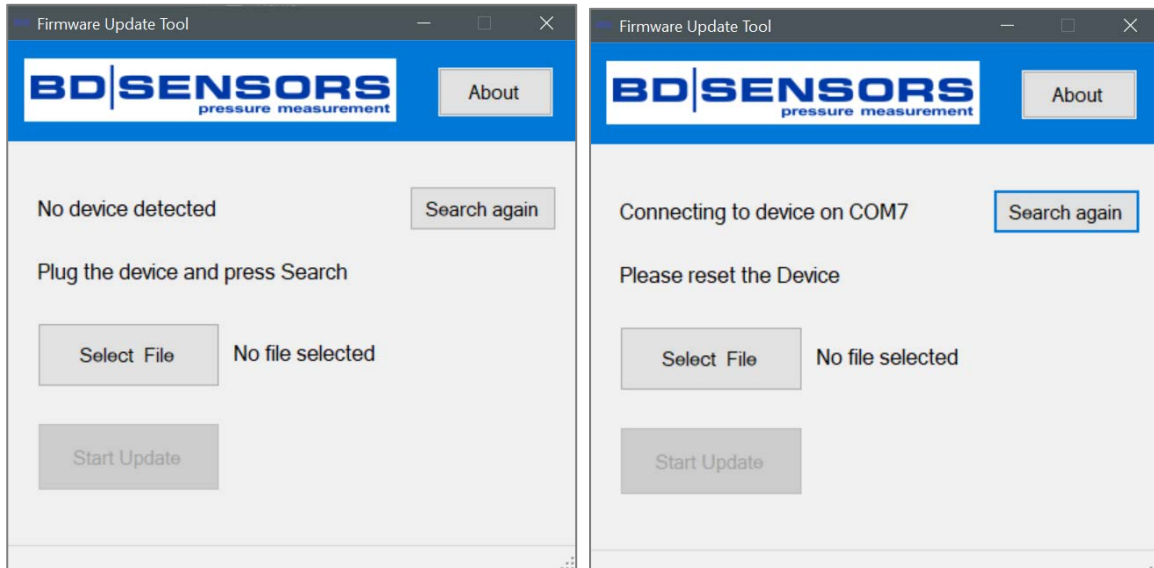 Firmware Update Tool
BD|SENSORS
pressure measurement
About
No device detected
Search again
Plug the device and press Search
Select File
No file selected
Start Update
Firmware Update Tool
BD|SENSORS
pressure measurement
About
Connecting to device on COM7
Search again
Please reset the Device
Select File
No file selected
Start Update